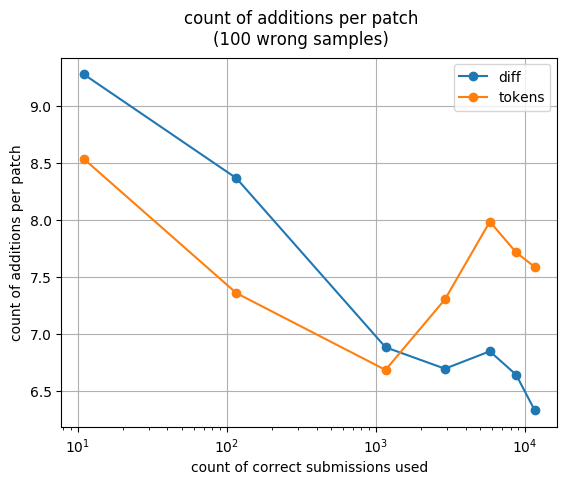 count of additions per patch
(100 wrong samples)
diff
tokens
count of additions per patch
9.0
8.5
8.0
7.5
7.0
6.5
10¹
10²
10³
10⁴
count of correct submissions used